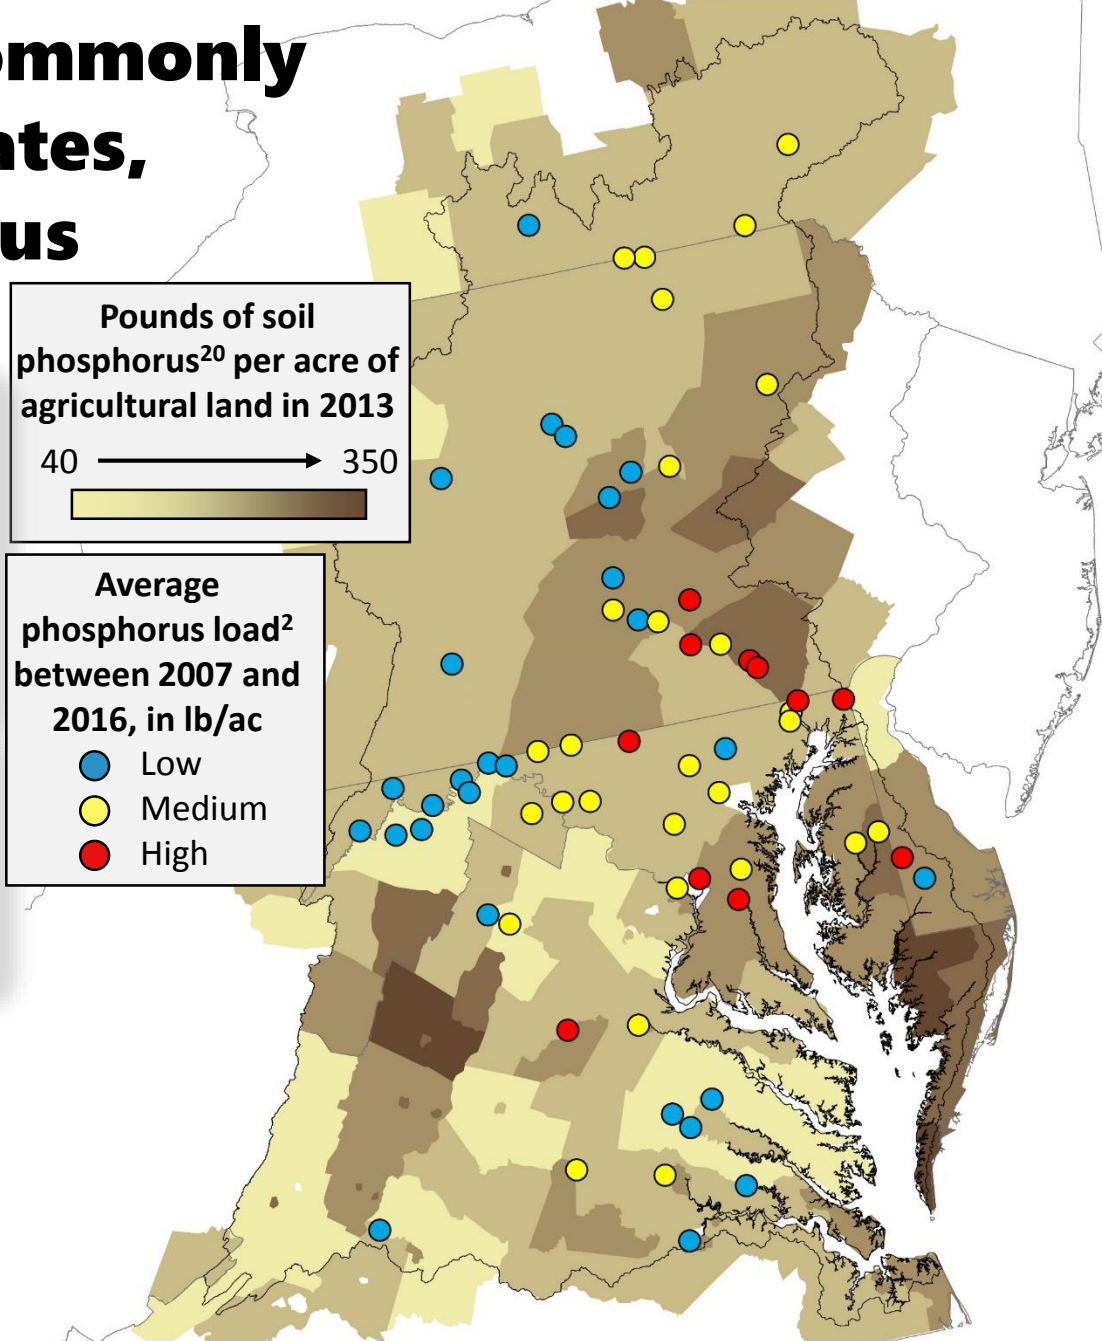 ommonly
ates,
us
Pounds of soil
phosphorus20 per acre of
agricultural land in 2013
40 350
Average
phosphorus load2
between 2007 and
2016, in lb/ac
Low
Medium
High